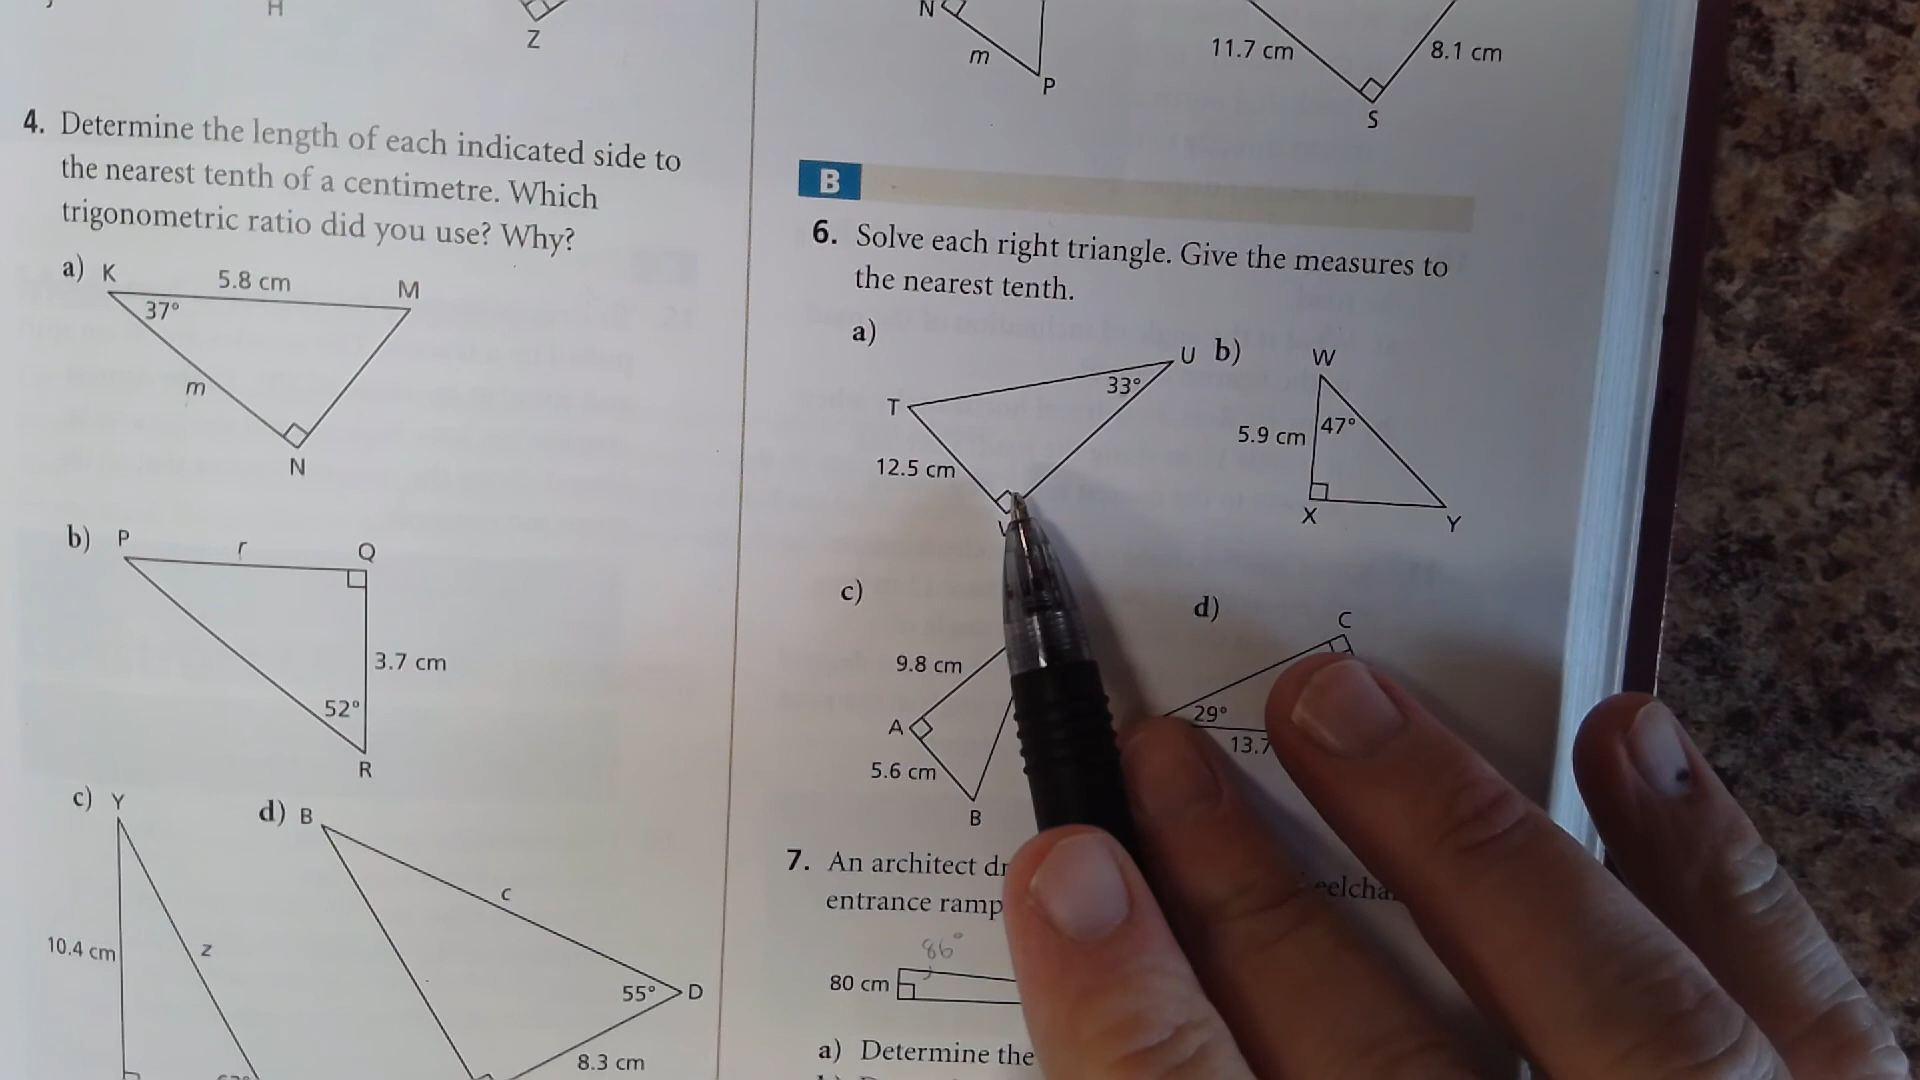 H
Z
4. Determine the length of each indicated side to
the nearest tenth of a centimetre. Which
trigonometric ratio did you use? Why?
a) K 5.8 cm M
37°
m
N
b) P r Q
3.7 cm
52°
R
c) Y
10.4 cm
z
d) B
c
55° D
8.3 cm
N
m
P
11.7 cm
8.1 cm
S
B
6. Solve each right triangle. Give the measures to
the nearest tenth.
a)
U
33°
T
12.5 cm
b) W
5.9 cm 47°
X Y
c)
9.8 cm
A
5.6 cm
B
d) C
29°
13.7
7. An architect
entrance ramp
86°
80 cm
a) Determine the